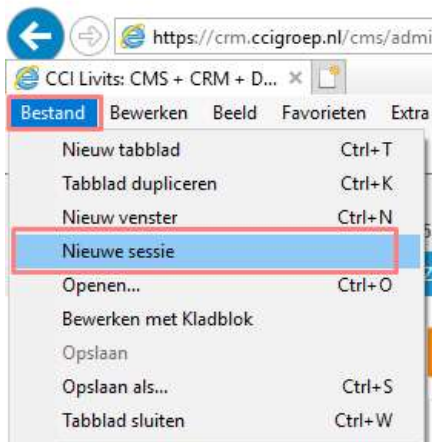 https://crm.ccigroep.nl/cms/admi
CCI Livits: CMS + CRM + D...
Bestand Bewerken Beeld Favorieten Extra
Nieuw tabblad Ctrl+T
Tabblad dupliceren Ctrl+K
Nieuw venster Ctrl+N
Nieuwe sessie
Openen... Ctrl+O
Bewerken met Kladblok
Opslaan
Opslaan als... Ctrl+S
Tabblad sluiten Ctrl+W